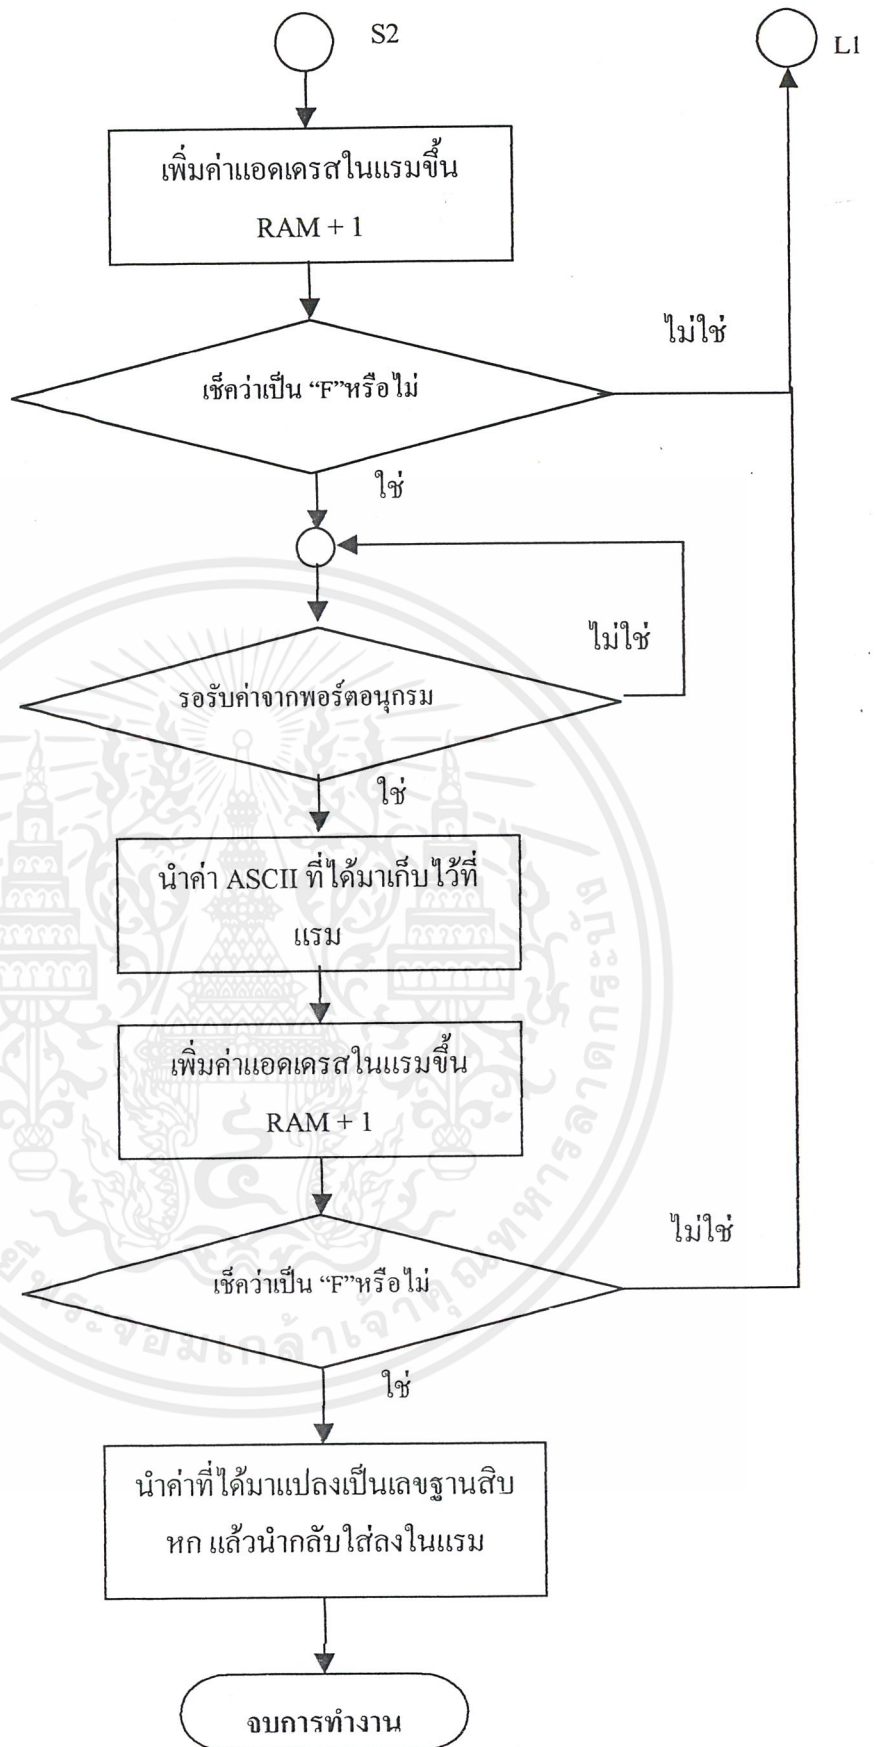 S2
L1
เพิ่มค่าแอดเดรสในแรมขึ้น
RAM + 1
ไม่ใช่
เช็คว่าเป็น “F”หรือไม่
ใช่
ไม่ใช่
รอรับค่าจากพอร์ตอนุกรม
ใช่
นำค่า ASCII ที่ได้มาเก็บไว้ที่
แรม
เพิ่มค่าแอดเดรสในแรมขึ้น
RAM + 1
ไม่ใช่
เช็คว่าเป็น “F”หรือไม่
ใช่
นำค่าที่ได้มาแปลงเป็นเลขฐานสิบ
หก แล้วนำกลับใส่ลงในแรม
จบการทำงาน